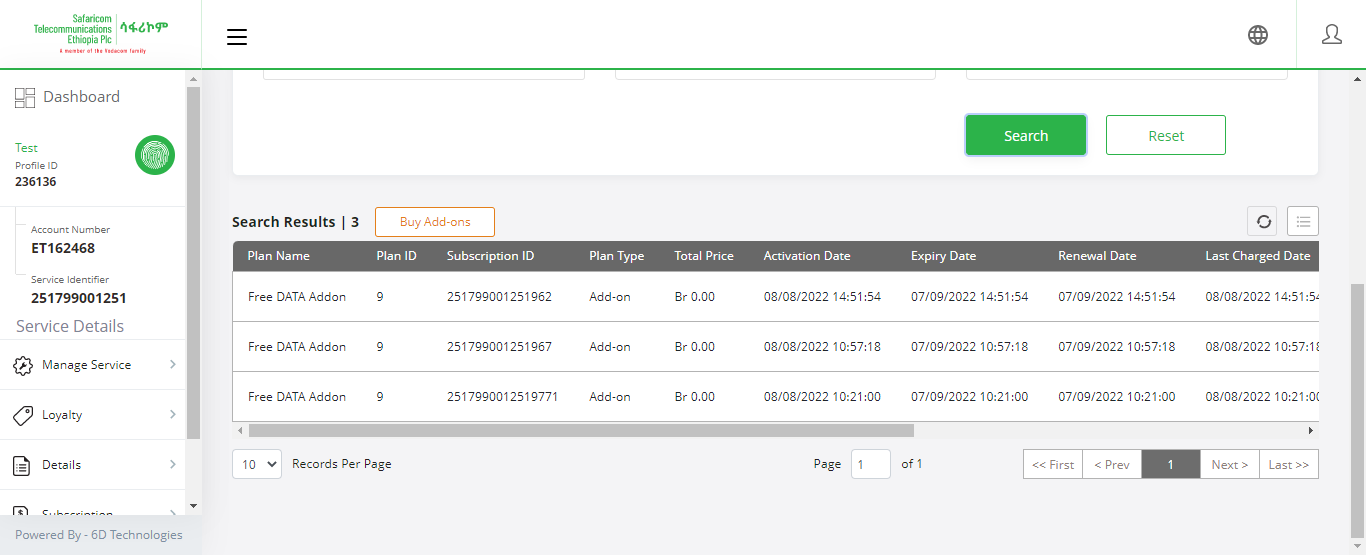 Safaricom
Telecommunications
Ethiopia Plc
ሳፋሪኮም
A member of the Vodacom family
Dashboard
Test
Profile ID
236136
Account Number
ET162468
Service Identifier
251799001251
Service Details
Manage Service
Loyalty
Details
Subscription
Powered By - 6D Technologies
Search Reset
Search Results | 3 Buy Add-ons
Plan Name Plan ID Subscription ID Plan Type Total Price Activation Date Expiry Date Renewal Date Last Charged Date
Free DATA Addon 9 251799001251962 Add-on Br 0.00 08/08/2022 14:51:54 07/09/2022 14:51:54 07/09/2022 14:51:54 08/08/2022 14:51:54
Free DATA Addon 9 251799001251967 Add-on Br 0.00 08/08/2022 10:57:18 07/09/2022 10:57:18 07/09/2022 10:57:18 08/08/2022 10:57:18
Free DATA Addon 9 2517990012519771 Add-on Br 0.00 08/08/2022 10:21:00 07/09/2022 10:21:00 07/09/2022 10:21:00 08/08/2022 10:21:00
10 Records Per Page Page 1 of 1 << First < Prev 1 Next > Last >>